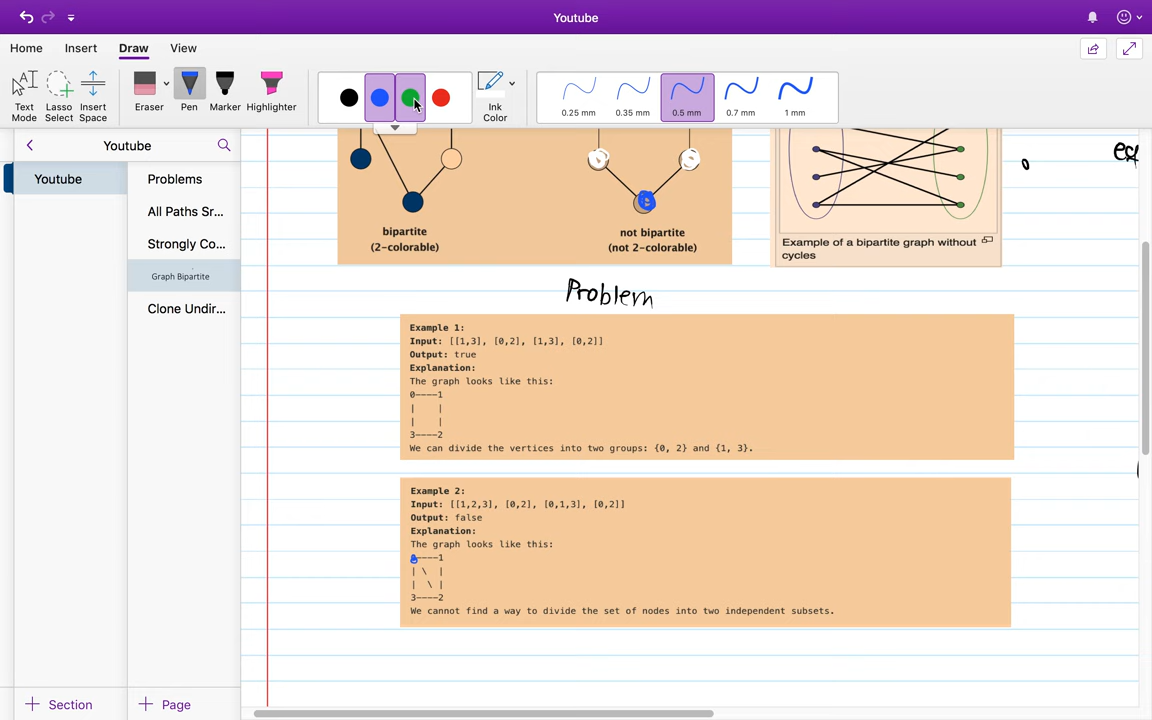 Youtube
Home Insert Draw View
Text Mode
Lasso Select
Insert Space
Eraser
Pen
Marker
Highlighter
Ink Color
0.25 mm
0.35 mm
0.5 mm
0.7 mm
1 mm
Youtube
Youtube
Problems
All Paths Sr...
Strongly Co...
Graph Bipartite
Clone Undir...
bipartite
(2-colorable)
not bipartite
(not 2-colorable)
Example of a bipartite graph without
cycles
Problem
Example 1:
Input: [[1,3], [0,2], [1,3], [0,2]]
Output: true
Explanation:
The graph looks like this:
0----1
|    |
|    |
3----2
We can divide the vertices into two groups: {0, 2} and {1, 3}.
Example 2:
Input: [[1,2,3], [0,2], [0,1,3], [0,2]]
Output: false
Explanation:
The graph looks like this:
0----1
| \  |
|  \ |
3----2
We cannot find a way to divide the set of nodes into two independent subsets.
+ Section
+ Page